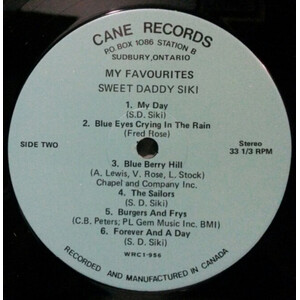 CANE RECORDS
PO BOX 1086 STATION B
SUDBURY, ONTARIO
MY FAVOURITES
SWEET DADDY SIKI
1. My Day
(S.D. Siki)
2. Blue Eyes Crying In The Rain
(Fred Rose)
SIDE TWO
Stereo
33 1/3 RPM
3. Blue Berry Hill
(A. Lewis, V. Rose, L. Stock)
Chapel and Company Inc.
4. The Sailors
(S. D. Siki)
5. Burgers And Frys
(C.B. Peters; PL Gem Music Inc. BMI)
6. Forever And A Day
(S. D. Siki)
WRC1-986
RECORDED AND MANUFACTURED IN CANADA